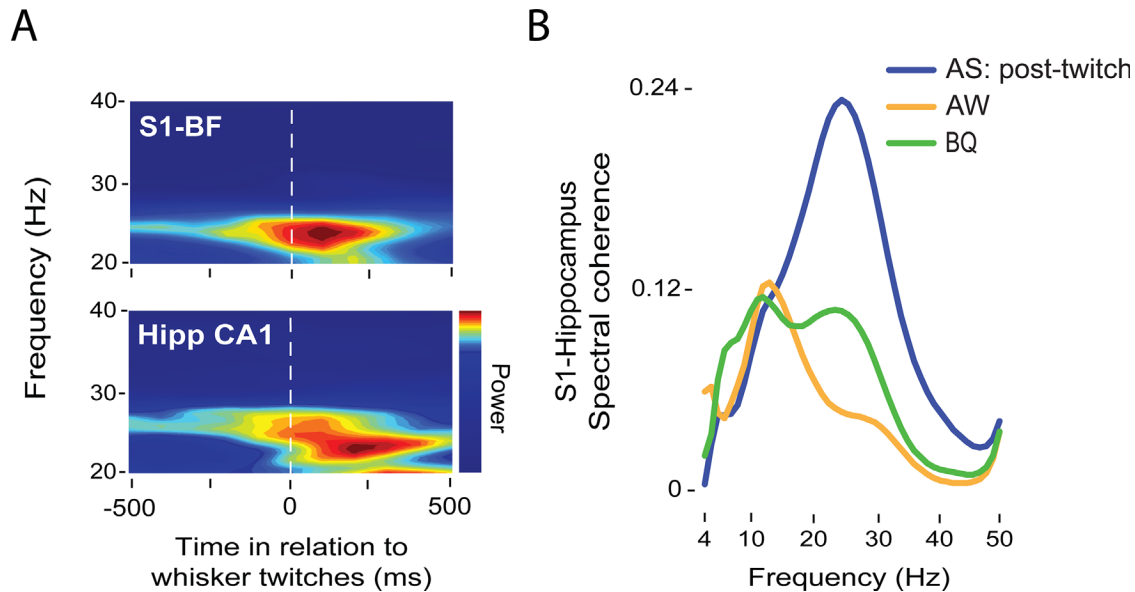 A
Frequency (Hz)
40-
30-
20-
S1-BF
40-
30-
20-
Hipp CA1
Power
-500
0
500
Time in relation to
whisker twitches (ms)
B
AS: post-twitch
AW
BQ
S1-Hippocampus
Spectral coherence
0.24-
0.12-
0-
4
10
20
30
40
50
Frequency (Hz)